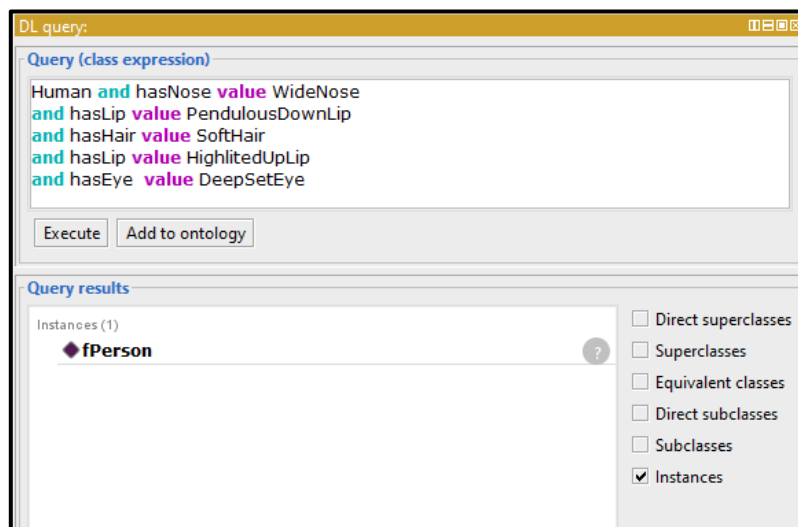 DL query:
Query (class expression)
Human and hasNose value WideNose
and hasLip value PendulousDownLip
and hasHair value SoftHair
and hasLip value HighlitedUpLip
and hasEye  value DeepSetEye
Execute
Add to ontology
Query results
Instances (1)
fPerson
?
Direct superclasses
Superclasses
Equivalent classes
Direct subclasses
Subclasses
Instances